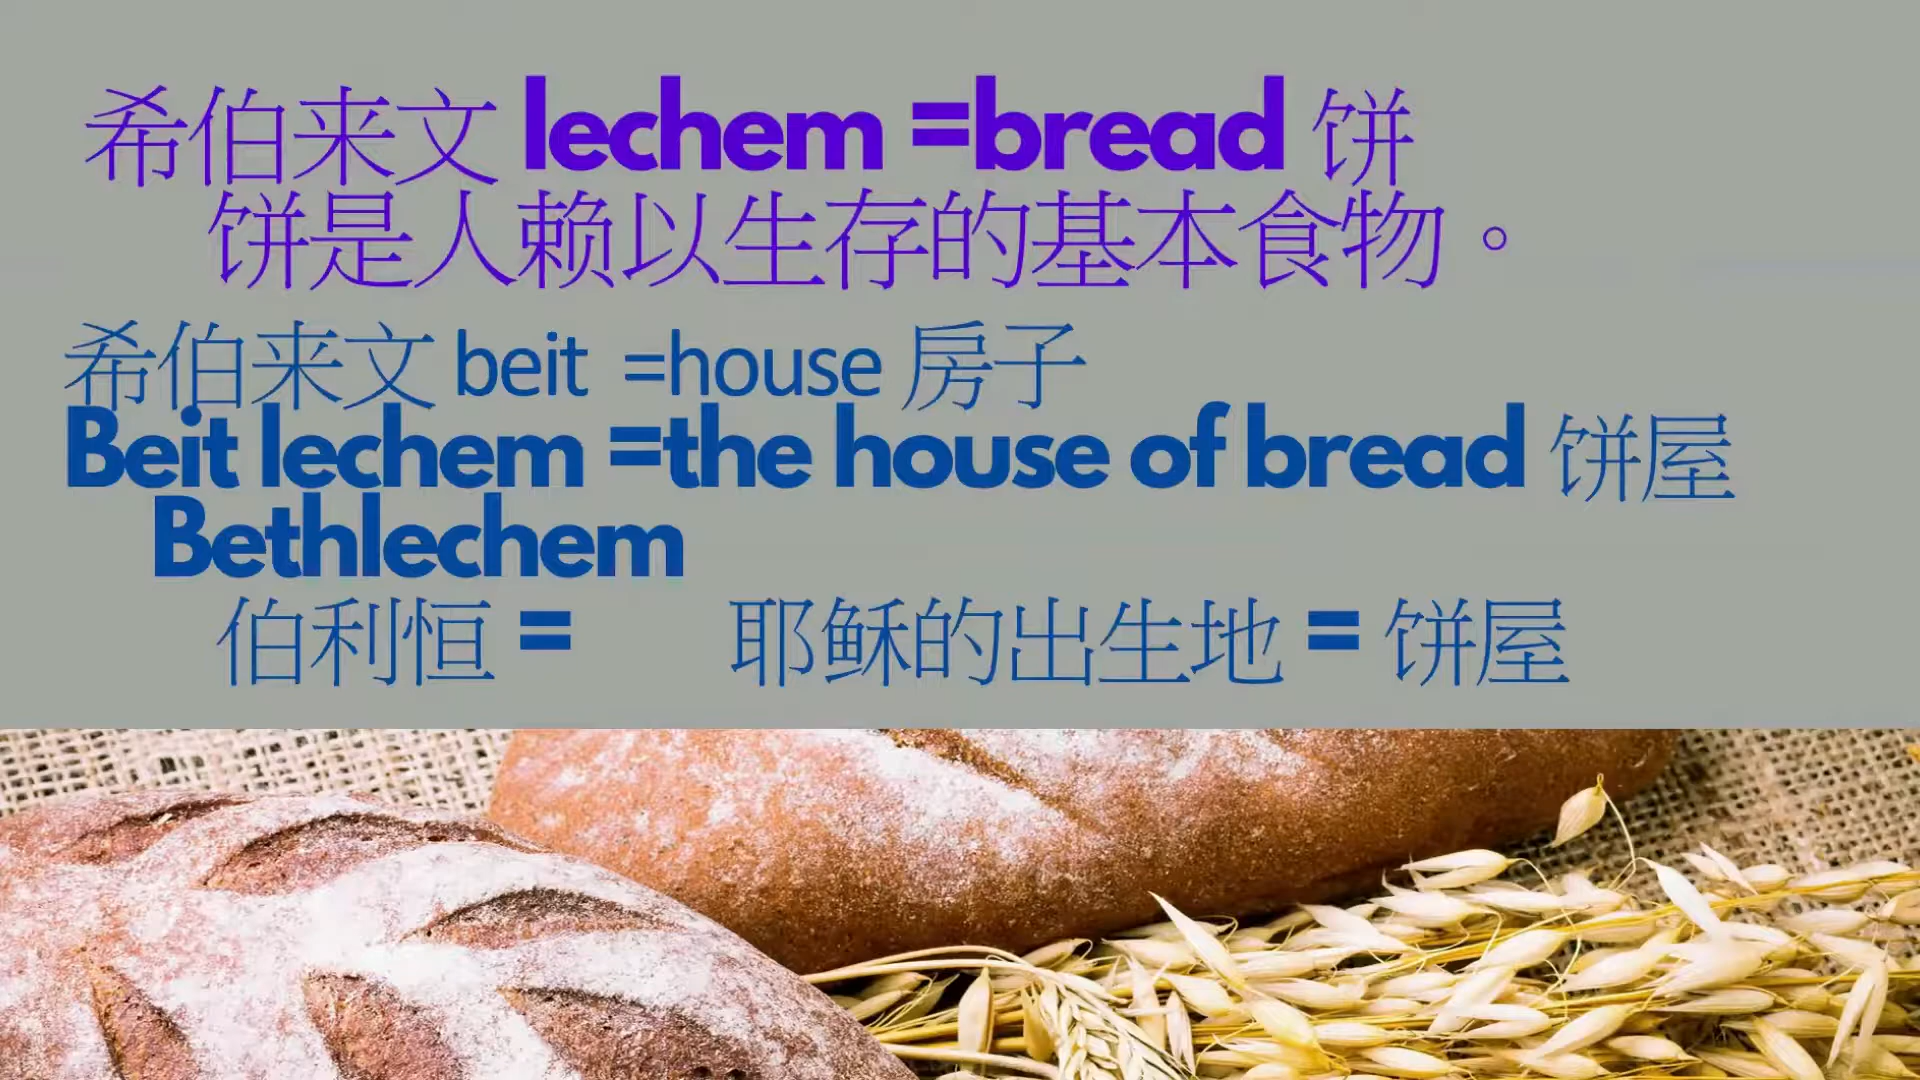 希伯来文 lechem =bread 饼
饼是人赖以生存的基本食物。
希伯来文 beit =house 房子
Beit lechem =the house of bread 饼屋
Bethlechem
伯利恒 = 耶稣的出生地 = 饼屋